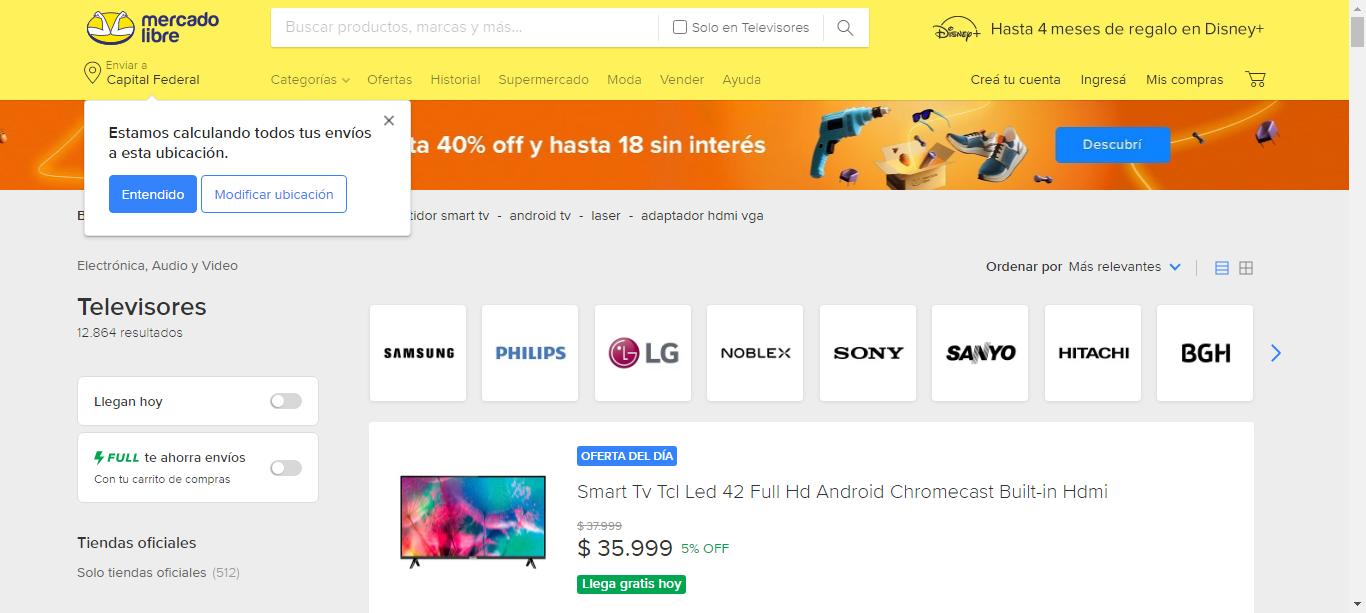 mercado
libre
Buscar productos, marcas y más...
Solo en Televisores
Disney+
Hasta 4 meses de regalo en Disney+
Enviar a
Capital Federal
Categorías
Ofertas
Historial
Supermercado
Moda
Vender
Ayuda
Creá tu cuenta
Ingresá
Mis compras
Estamos calculando todos tus envíos
a esta ubicación.
Entendido
Modificar ubicación
ta 40% off y hasta 18 sin interés
Descubrí
smart tv - android tv - laser - adaptador hdmi vga
Electrónica, Audio y Video
Ordenar por Más relevantes
Televisores
12.864 resultados
SAMSUNG
PHILIPS
LG
NOBLEX
SONY
SANYO
HITACHI
BGH
Llegan hoy
FULL te ahorra envíos
Con tu carrito de compras
Tiendas oficiales
Solo tiendas oficiales (512)
OFERTA DEL DÍA
Smart Tv Tcl Led 42 Full Hd Android Chromecast Built-in Hdmi
$ 37.999
$ 35.999 5% OFF
Llega gratis hoy